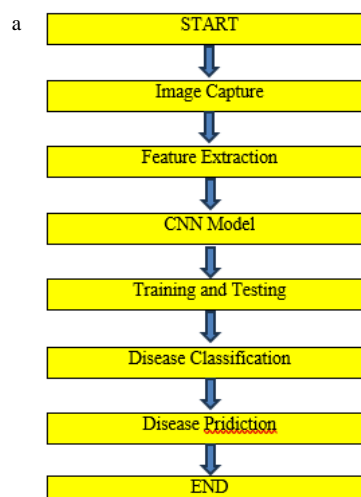 a
START
Image Capture
Feature Extraction
CNN Model
Training and Testing
Disease Classification
Disease Pridiction
END